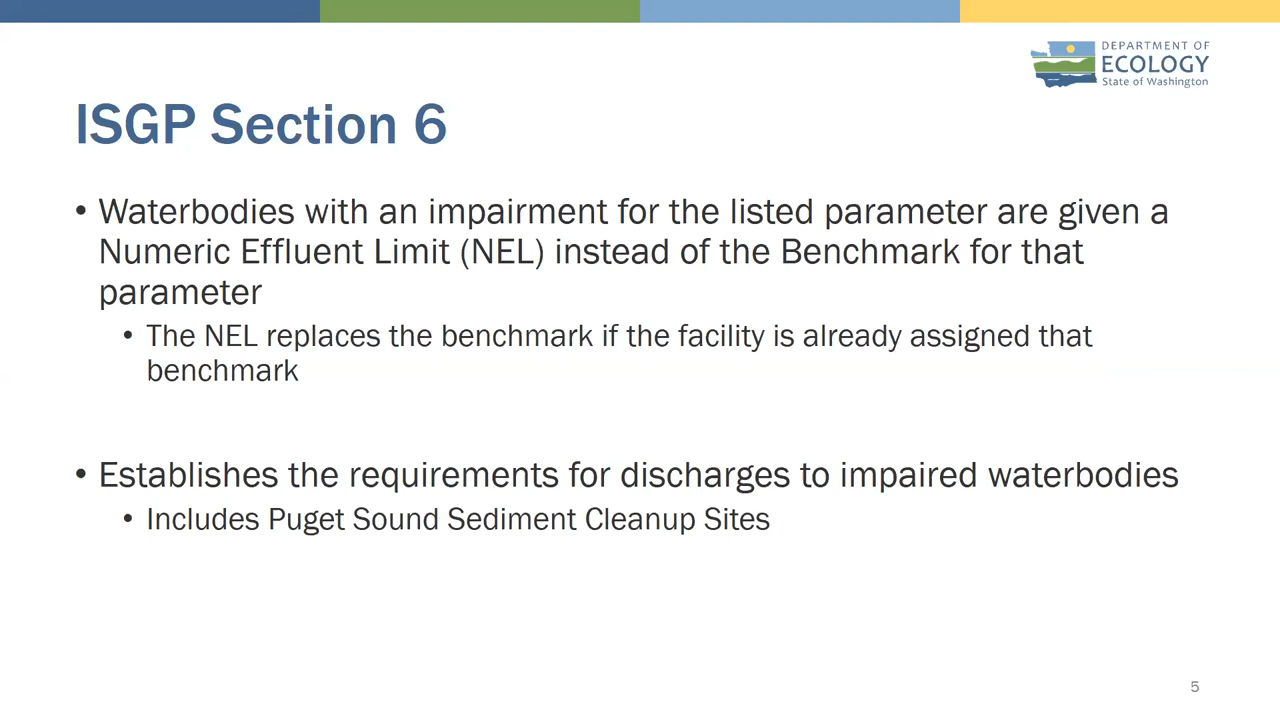 DEPARTMENT OF
ECOLOGY
State of Washington
ISGP Section 6
• Waterbodies with an impairment for the listed parameter are given a
Numeric Effluent Limit (NEL) instead of the Benchmark for that
parameter
• The NEL replaces the benchmark if the facility is already assigned that
benchmark
• Establishes the requirements for discharges to impaired waterbodies
• Includes Puget Sound Sediment Cleanup Sites
5